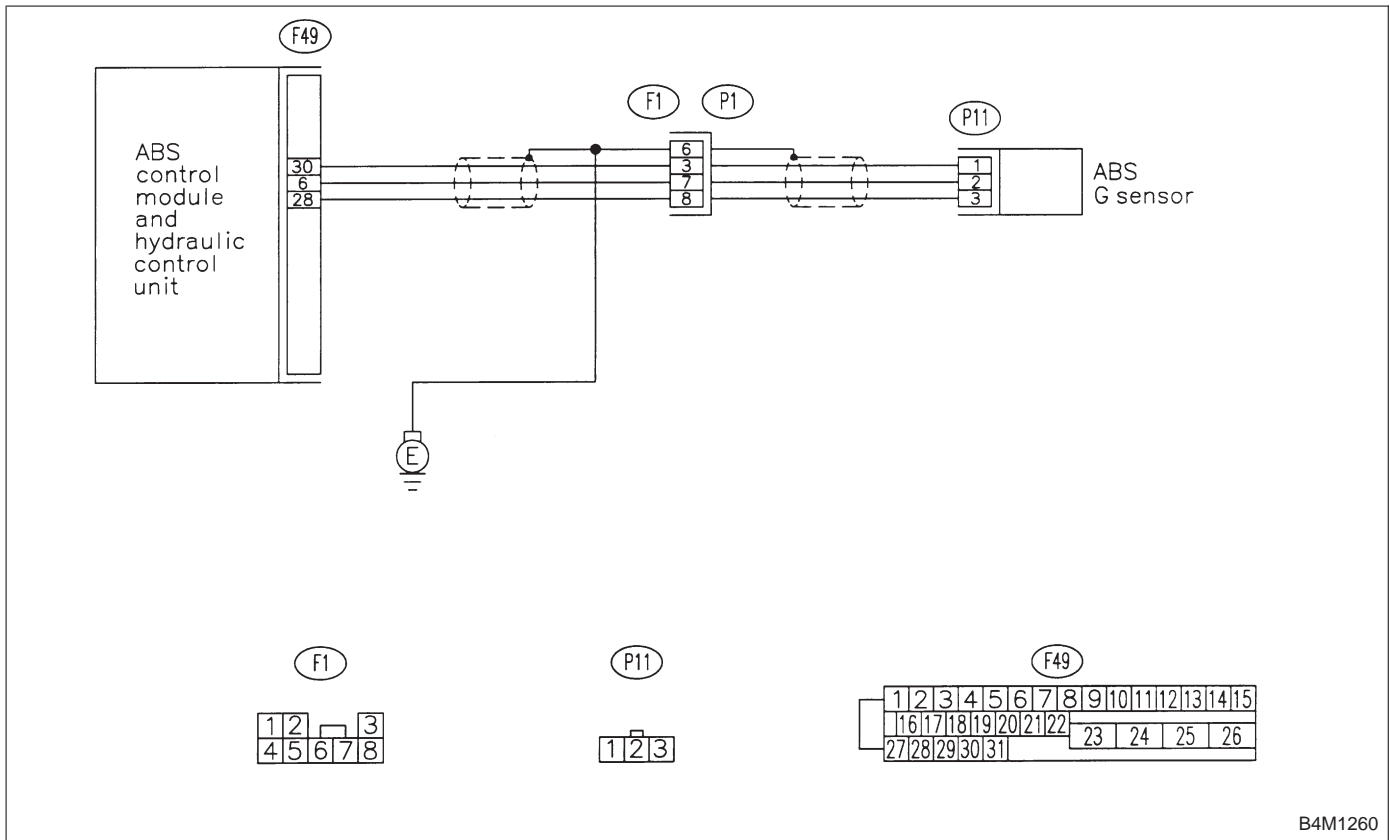 F49
F1 P1
P11
ABS
control
module
and
hydraulic
control
unit
30
6
28
6
3
7
8
1
2
3
ABS
G sensor
E
F1
1 2 3
4 5 6 7 8
P11
1 2 3
F49
1 2 3 4 5 6 7 8 9 10 11 12 13 14 15
16 17 18 19 20 21 22
23 24 25 26
27 28 29 30 31
B4M1260